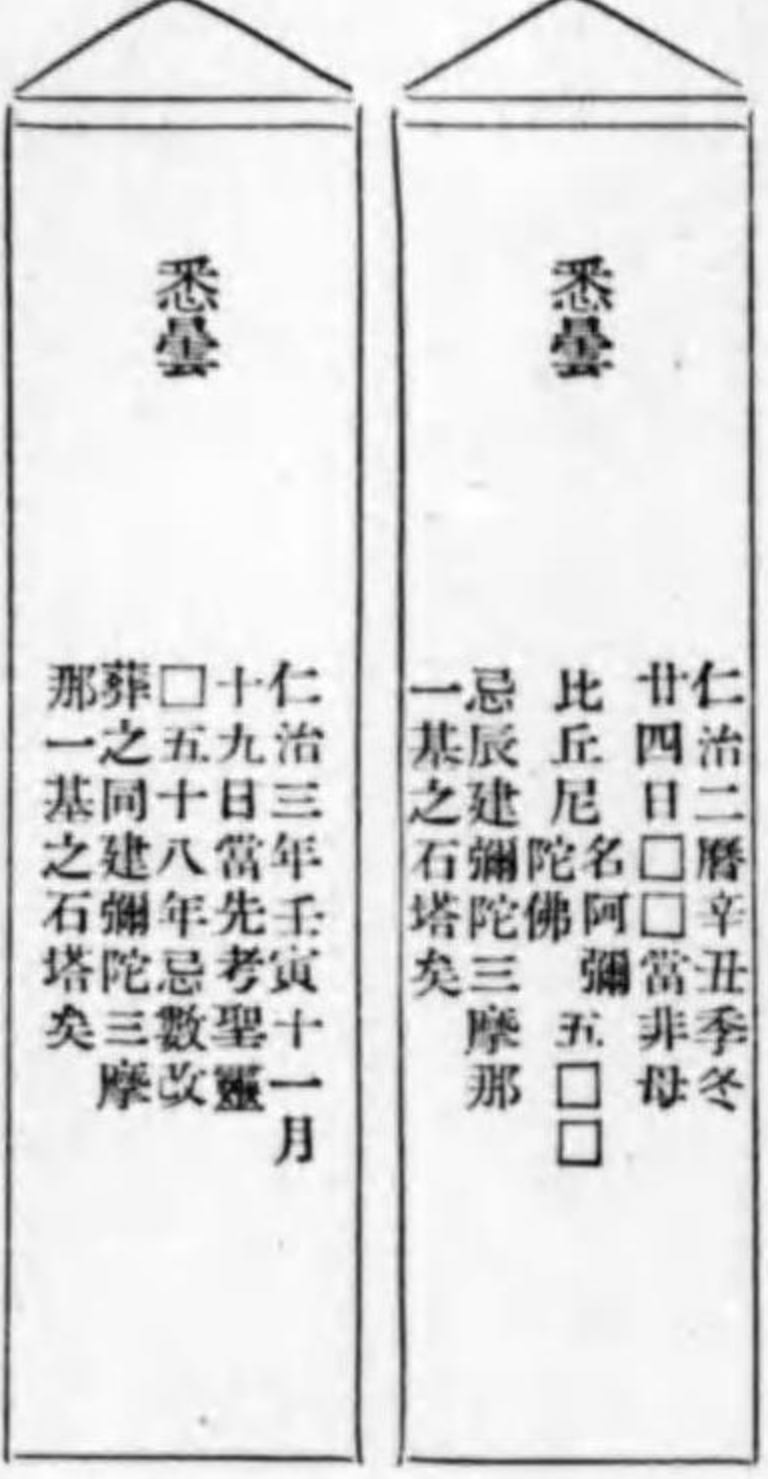 悉曇
仁治二曆辛丑季冬
廿四日□□當非母
比丘尼名阿彌陀佛五□□
忌辰建彌陀三摩那
一基之石塔矣
悉曇
仁治三年壬寅十一月
十九日當先考聖靈
□五十八年忌數改
葬之同建彌陀三摩
那一基之石塔矣